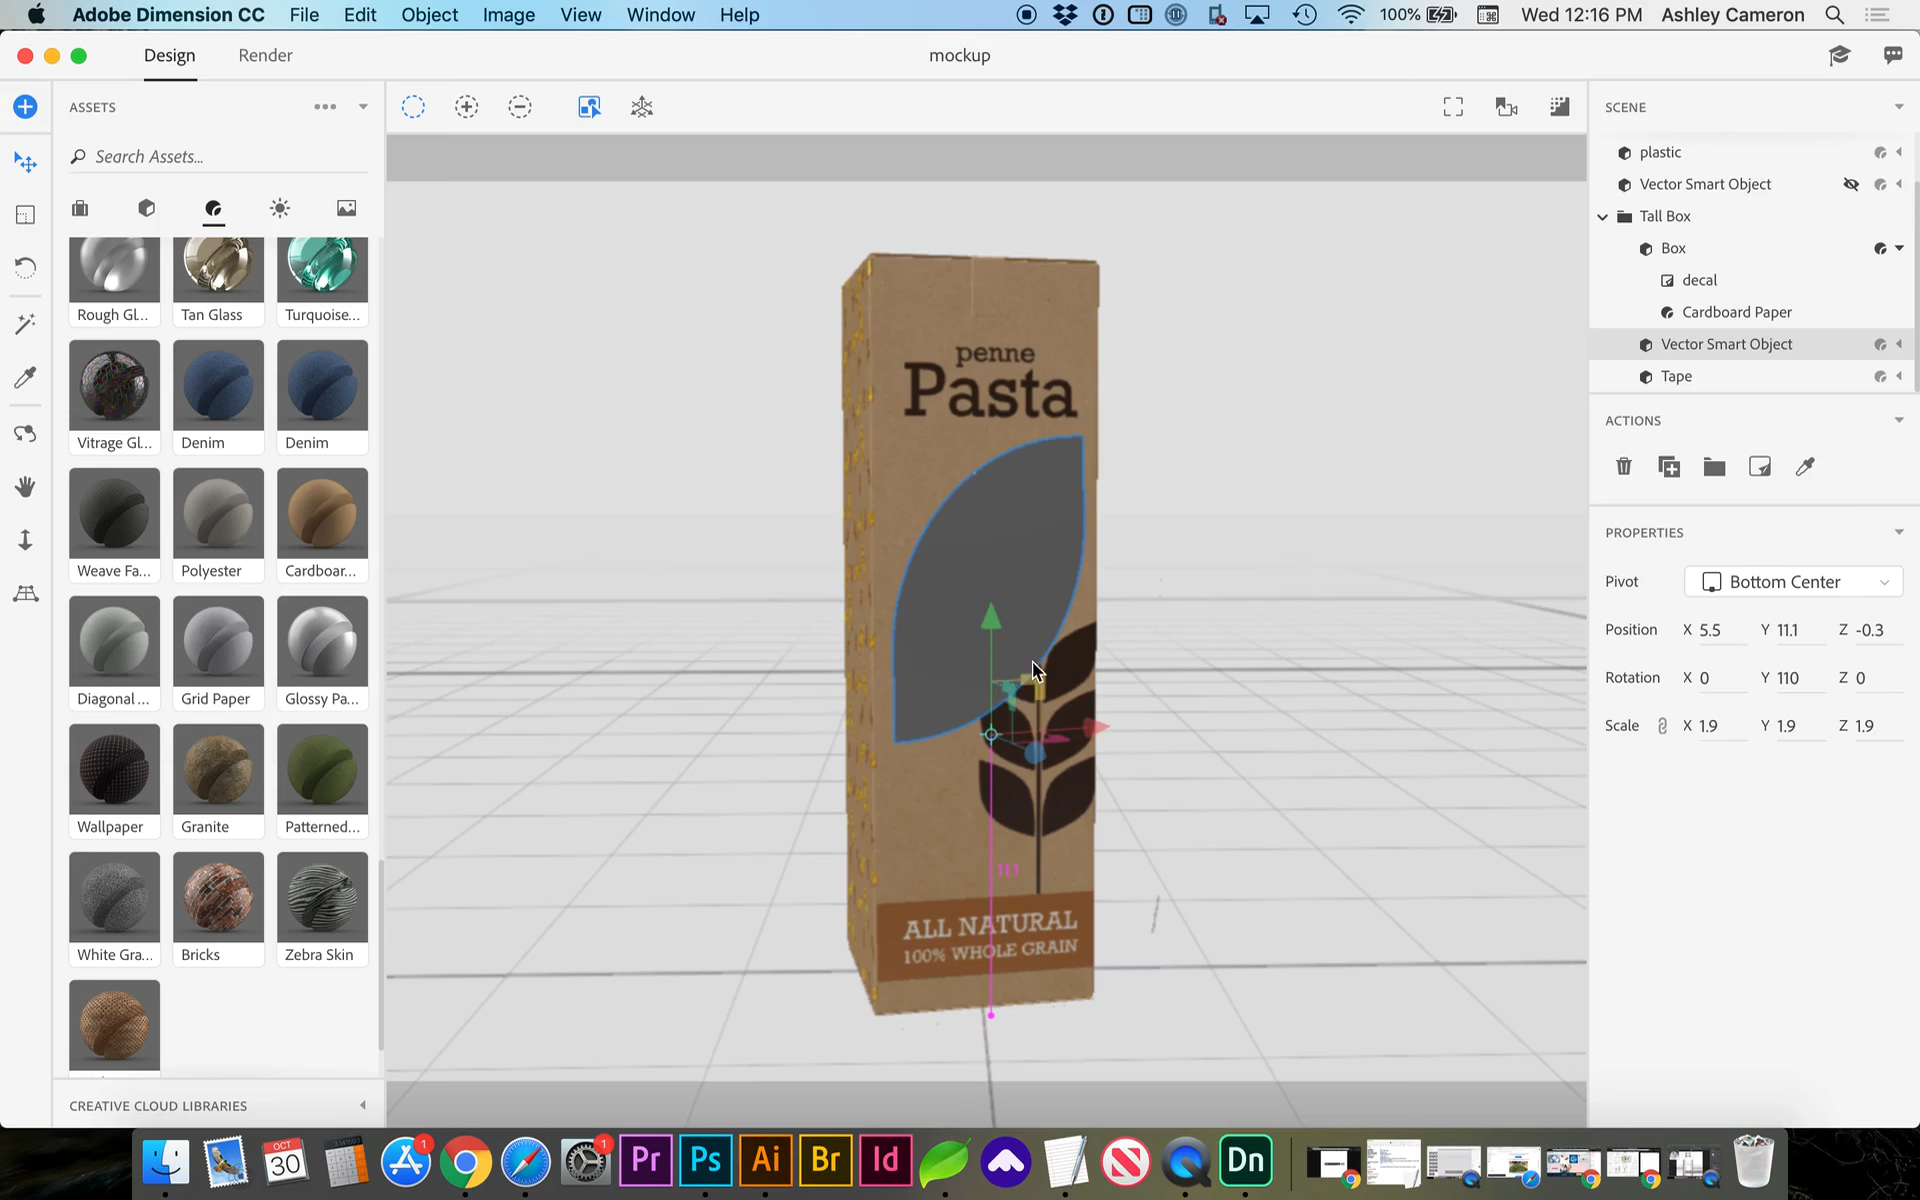 Adobe Dimension CC File Edit Object Image View Window Help 100% Wed 12:16 PM Ashley Cameron
Design Render mockup
ASSETS
Search Assets...
Rough Gl... Tan Glass Turquoise...
Vitrage Gl... Denim Denim
Weave Fa... Polyester Cardboar...
Diagonal ... Grid Paper Glossy Pa...
Wallpaper Granite Patterned...
White Gra... Bricks Zebra Skin
CREATIVE CLOUD LIBRARIES
penne
Pasta
11.1
ALL NATURAL
100% WHOLE GRAIN
SCENE
plastic
Vector Smart Object
Tall Box
Box
decal
Cardboard Paper
Vector Smart Object
Tape
ACTIONS
PROPERTIES
Pivot Bottom Center
Position X 5.5 Y 11.1 Z -0.3
Rotation X 0 Y 110 Z 0
Scale X 1.9 Y 1.9 Z 1.9
OCT
30 1 1 Pr Ps Ai Br Id N Dn